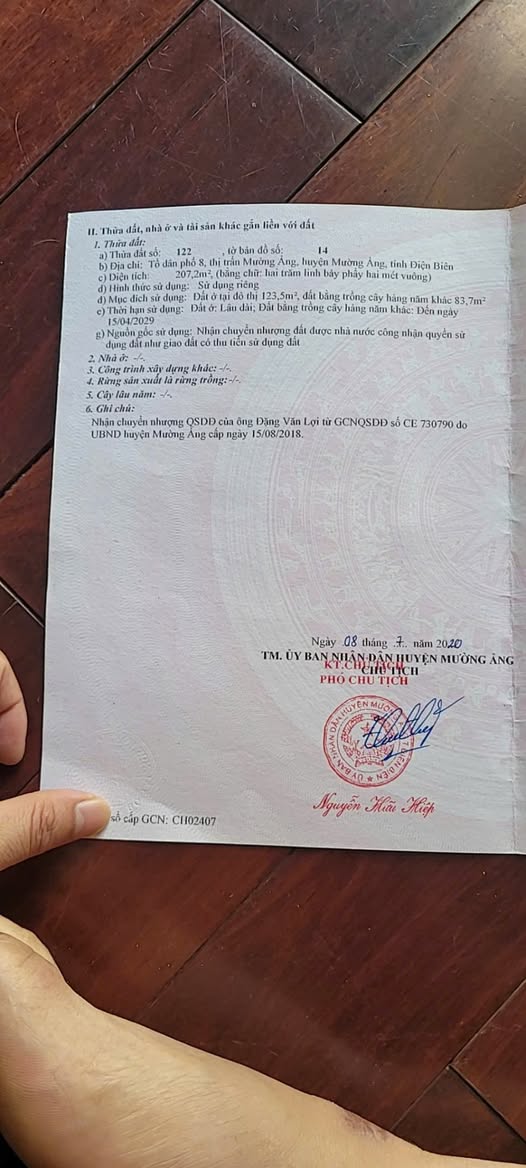 II. Thửa đất, nhà ở và tài sản khác gắn liền với đất
1. Thửa đất:
a) Thửa đất số: 122 , tờ bản đồ số: 14
b) Địa chỉ: Tổ dân phố 8, thị trấn Mường Ảng, huyện Mường Ảng, tỉnh Điện Biên
c) Diện tích: 207,2m², (bằng chữ: hai trăm linh bảy phẩy hai mét vuông)
d) Hình thức sử dụng: Sử dụng riêng
đ) Mục đích sử dụng: Đất ở tại đô thị 123,5m², đất bằng trồng cây hàng năm khác 83,7m²
e) Thời hạn sử dụng: Đất ở: Lâu dài; Đất bằng trồng cây hàng năm khác: Đến ngày
15/04/2029
g) Nguồn gốc sử dụng: Nhận chuyển nhượng đất được nhà nước công nhận quyền sử
dụng đất như giao đất có thu tiền sử dụng đất
2. Nhà ở: -/-.
3. Công trình xây dựng khác: -/-.
4. Rừng sản xuất là rừng trồng:-/-.
5. Cây lâu năm: -/-.
6. Ghi chú:
Nhận chuyển nhượng QSDĐ của ông Đặng Văn Lợi từ GCNQSDĐ số CE 730790 do
UBND huyện Mường Ảng cấp ngày 15/08/2018.
Ngày 08 tháng 7 năm 2020
TM. ỦY BAN NHÂN DÂN HUYỆN MƯỜNG ẢNG
KT.CHỦ TỊCH
CHỦ TỊCH
PHÓ CHỦ TỊCH
Nguyễn Hữu Hiệp
số cấp GCN: CH02407